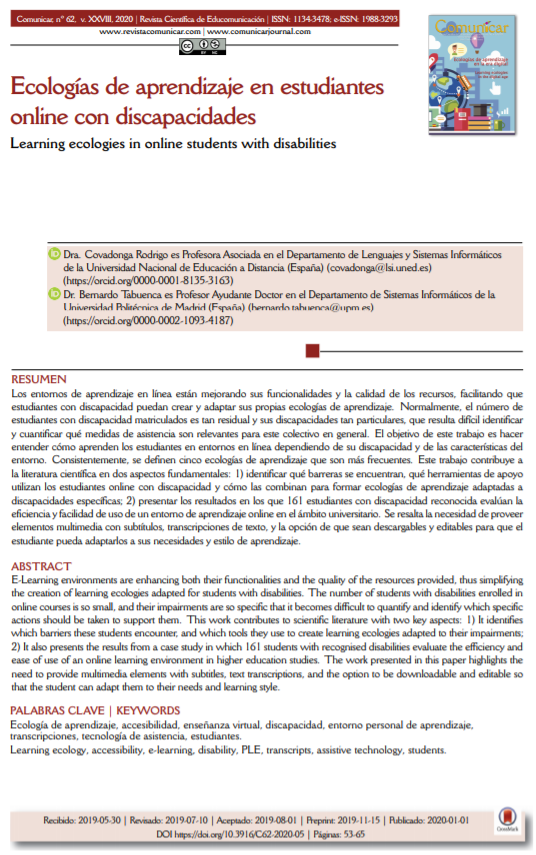 Comunicar, nº 62, v. XXVIII, 2020 | Revista Científica de Educomunicación | ISSN: 1134-3478; e-ISSN: 1988-3293
www.revistacomunicar.com | www.comunicarjournal.com
CC BY NC
Comunicar
Ecologías de aprendizaje en estudiantes
online con discapacidades
Learning ecologies in online students with disabilities
Dra. Covadonga Rodrigo es Profesora Asociada en el Departamento de Lenguajes y Sistemas Informáticos
de la Universidad Nacional de Educación a Distancia (España) (covadonga@lsi.uned.es)
(https://orcid.org/0000-0001-8135-3163)
Dr. Bernardo Tabuenca es Profesor Ayudante Doctor en el Departamento de Sistemas Informáticos de la
Universidad Politécnica de Madrid (España) (bernardo.tabuenca@upm.es)
(https://orcid.org/0000-0002-1093-4187)
RESUMEN
Los entornos de aprendizaje en línea están mejorando sus funcionalidades y la calidad de los recursos, facilitando que
estudiantes con discapacidad puedan crear y adaptar sus propias ecologías de aprendizaje. Normalmente, el número de
estudiantes con discapacidad matriculados es tan residual y sus discapacidades tan particulares, que resulta difícil identificar
y cuantificar qué medidas de asistencia son relevantes para este colectivo en general. El objetivo de este trabajo es hacer
entender cómo aprenden los estudiantes en entornos en línea dependiendo de su discapacidad y de las características del
entorno. Consistentemente, se definen cinco ecologías de aprendizaje que son más frecuentes. Este trabajo contribuye a
la literatura científica en dos aspectos fundamentales: 1) identificar qué barreras se encuentran, qué herramientas de apoyo
utilizan los estudiantes online con discapacidad y cómo las combinan para formar ecologías de aprendizaje adaptadas a
discapacidades específicas; 2) presentar los resultados en los que 161 estudiantes con discapacidad reconocida evalúan la
eficiencia y facilidad de uso de un entorno de aprendizaje online en el ámbito universitario. Se resalta la necesidad de proveer
elementos multimedia con subtítulos, transcripciones de texto, y la opción de que sean descargables y editables para que el
estudiante pueda adaptarlos a sus necesidades y estilo de aprendizaje.
ABSTRACT
E-Learning environments are enhancing both their functionalities and the quality of the resources provided, thus simplifying
the creation of learning ecologies adapted for students with disabilities. The number of students with disabilities enrolled in
online courses is so small, and their impairments are so specific that it becomes difficult to quantify and identify which specific
actions should be taken to support them. This work contributes to scientific literature with two key aspects: 1) It identifies
which barriers these students encounter, and which tools they use to create learning ecologies adapted to their impairments;
2) It also presents the results from a case study in which 161 students with recognised disabilities evaluate the efficiency and
ease of use of an online learning environment in higher education studies. The work presented in this paper highlights the
need to provide multimedia elements with subtitles, text transcriptions, and the option to be downloadable and editable so
that the student can adapt them to their needs and learning style.
PALABRAS CLAVE | KEYWORDS
Ecología de aprendizaje, accesibilidad, enseñanza virtual, discapacidad, entorno personal de aprendizaje,
transcripciones, tecnología de asistencia, estudiantes.
Learning ecology, accessibility, e-learning, disability, PLE, transcripts, assistive technology, students.
Recibido: 2019-05-30 | Revisado: 2019-07-10 | Aceptado: 2019-08-01 | Preprint: 2019-11-15 | Publicado: 2020-01-01
DOI https://doi.org/10.3916/C62-2020-05 | Páginas: 53-65
CrossMark